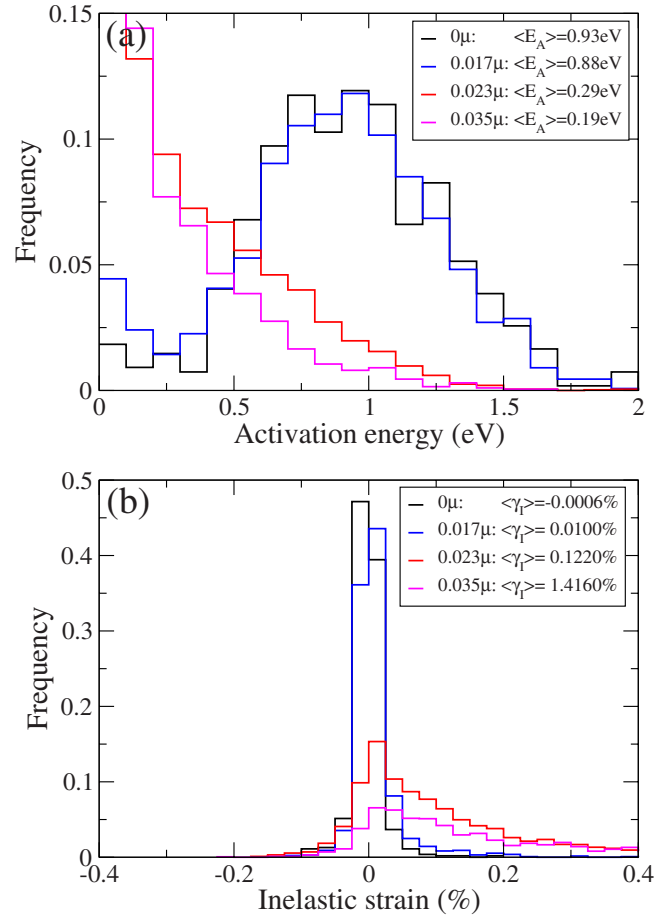 (a)
0μ: <E_A>=0.93eV
0.017μ: <E_A>=0.88eV
0.023μ: <E_A>=0.29eV
0.035μ: <E_A>=0.19eV
0.15
0.1
0.05
0
Frequency
0 0.5 1 1.5 2
Activation energy (eV)
(b)
0μ: <γ_I>=-0.0006%
0.017μ: <γ_I>= 0.0100%
0.023μ: <γ_I>= 0.1220%
0.035μ: <γ_I>= 1.4160%
0.5
0.4
0.3
0.2
0.1
0
Frequency
-0.4 -0.2 0 0.2 0.4
Inelastic strain (%)